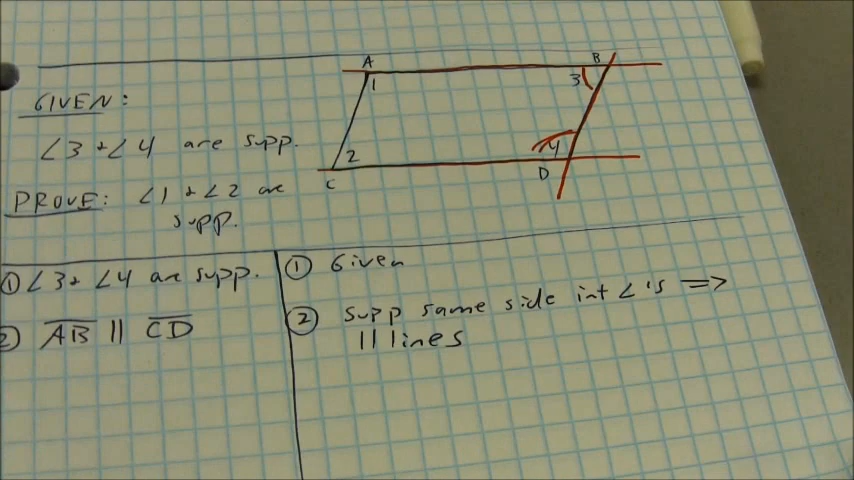 A
B
1
3
2
4
C
D
GIVEN:
∠3 + ∠4 are supp.
PROVE: ∠1 + ∠2 are
supp.
① ∠3 + ∠4 are supp.
① Given
② AB || CD
② supp same side int ∠'s =>
|| lines